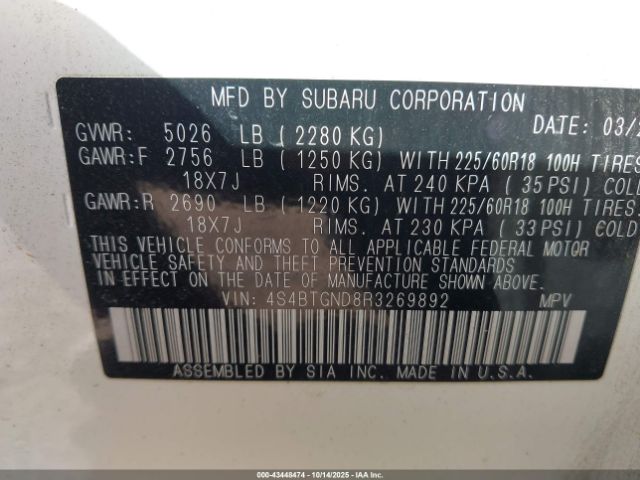 MFD BY SUBARU CORPORATION
GVWR: 5026 LB (2280 KG) DATE: 03/2
GAWR:F 2756 LB (1250 KG) WITH 225/60R18 100H TIRES
18X7J RIMS. AT 240 KPA (35 PSI) COLD
GAWR:R 2690 LB (1220 KG) WITH 225/60R18 100H TIRES
18X7J RIMS. AT 230 KPA (33 PSI) COLD
THIS VEHICLE CONFORMS TO ALL APPLICABLE FEDERAL MOTOR
VEHICLE SAFETY AND THEFT PREVENTION STANDARDS
IN EFFECT ON THE DATE OF MANUFACTURE SHOWN ABOVE.
VIN: 4S4BTGND8R3269892 MPV
ASSEMBLED BY SIA INC. MADE IN U.S.A.
000-43448474 | 10/14/2025 | IAAI.COM